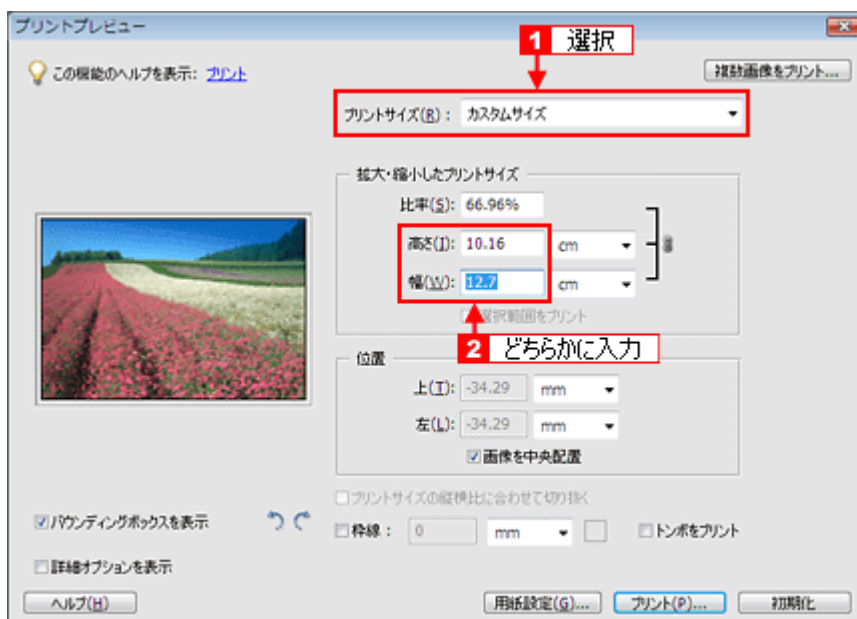 プリントプレビュー
1 選択
この機能のヘルプを表示: プリント
複数画像をプリント...
プリントサイズ(R): カスタムサイズ
拡大・縮小したプリントサイズ
比率(S): 66.96%
高さ(I): 10.16 cm
幅(W): 12.7 cm
選択範囲をプリント
2 どちらかに入力
位置
上(T): -34.29 mm
左(L): -34.29 mm
画像を中央配置
プリントサイズの縦横比に合わせて切り抜く
バウンディングボックスを表示
枠線: 0 mm
トンボをプリント
詳細オプションを表示
ヘルプ(H)
用紙設定(G)...
プリント(P)...
初期化